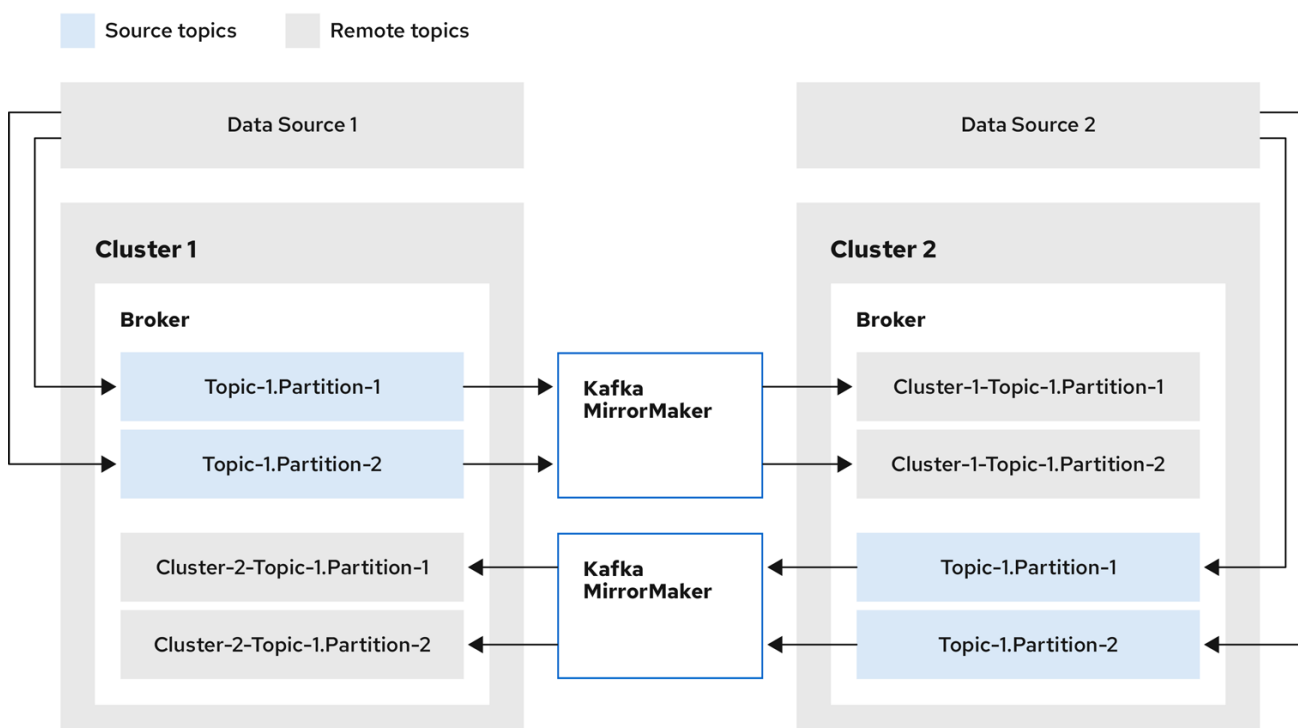 Source topics
Remote topics
Data Source 1
Data Source 2
Cluster 1
Cluster 2
Broker
Broker
Topic-1.Partition-1
Kafka
MirrorMaker
Cluster-1-Topic-1.Partition-1
Topic-1.Partition-2
Cluster-1-Topic-1.Partition-2
Cluster-2-Topic-1.Partition-1
Kafka
MirrorMaker
Topic-1.Partition-1
Cluster-2-Topic-1.Partition-2
Topic-1.Partition-2